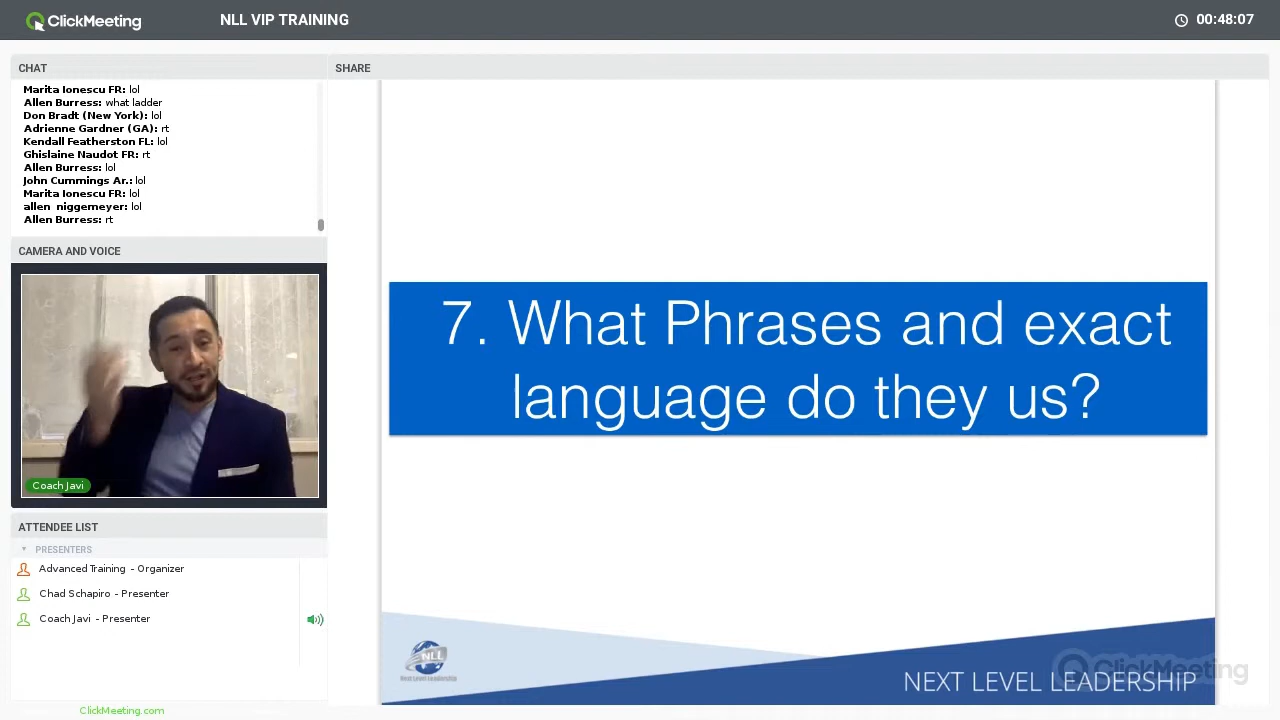 ClickMeeting
NLL VIP TRAINING
00:48:07
CHAT
Marita Ionescu FR: lol
Allen Burress: what ladder
Don Bradt (New York): lol
Adrienne Gardner (GA): rt
Kendall Featherston FL: lol
Ghislaine Naudot FR: rt
Allen Burress: lol
John Cummings Ar.: lol
Marita Ionescu FR: lol
allen niggemeyer: lol
Allen Burress: rt
CAMERA AND VOICE
Coach Javi
ATTENDEE LIST
PRESENTERS
Advanced Training - Organizer
Chad Schapiro - Presenter
Coach Javi - Presenter
ClickMeeting.com
SHARE
7. What Phrases and exact
language do they us?
NLL
Next Level Leadership
NEXT LEVEL LEADERSHIP
ClickMeeting